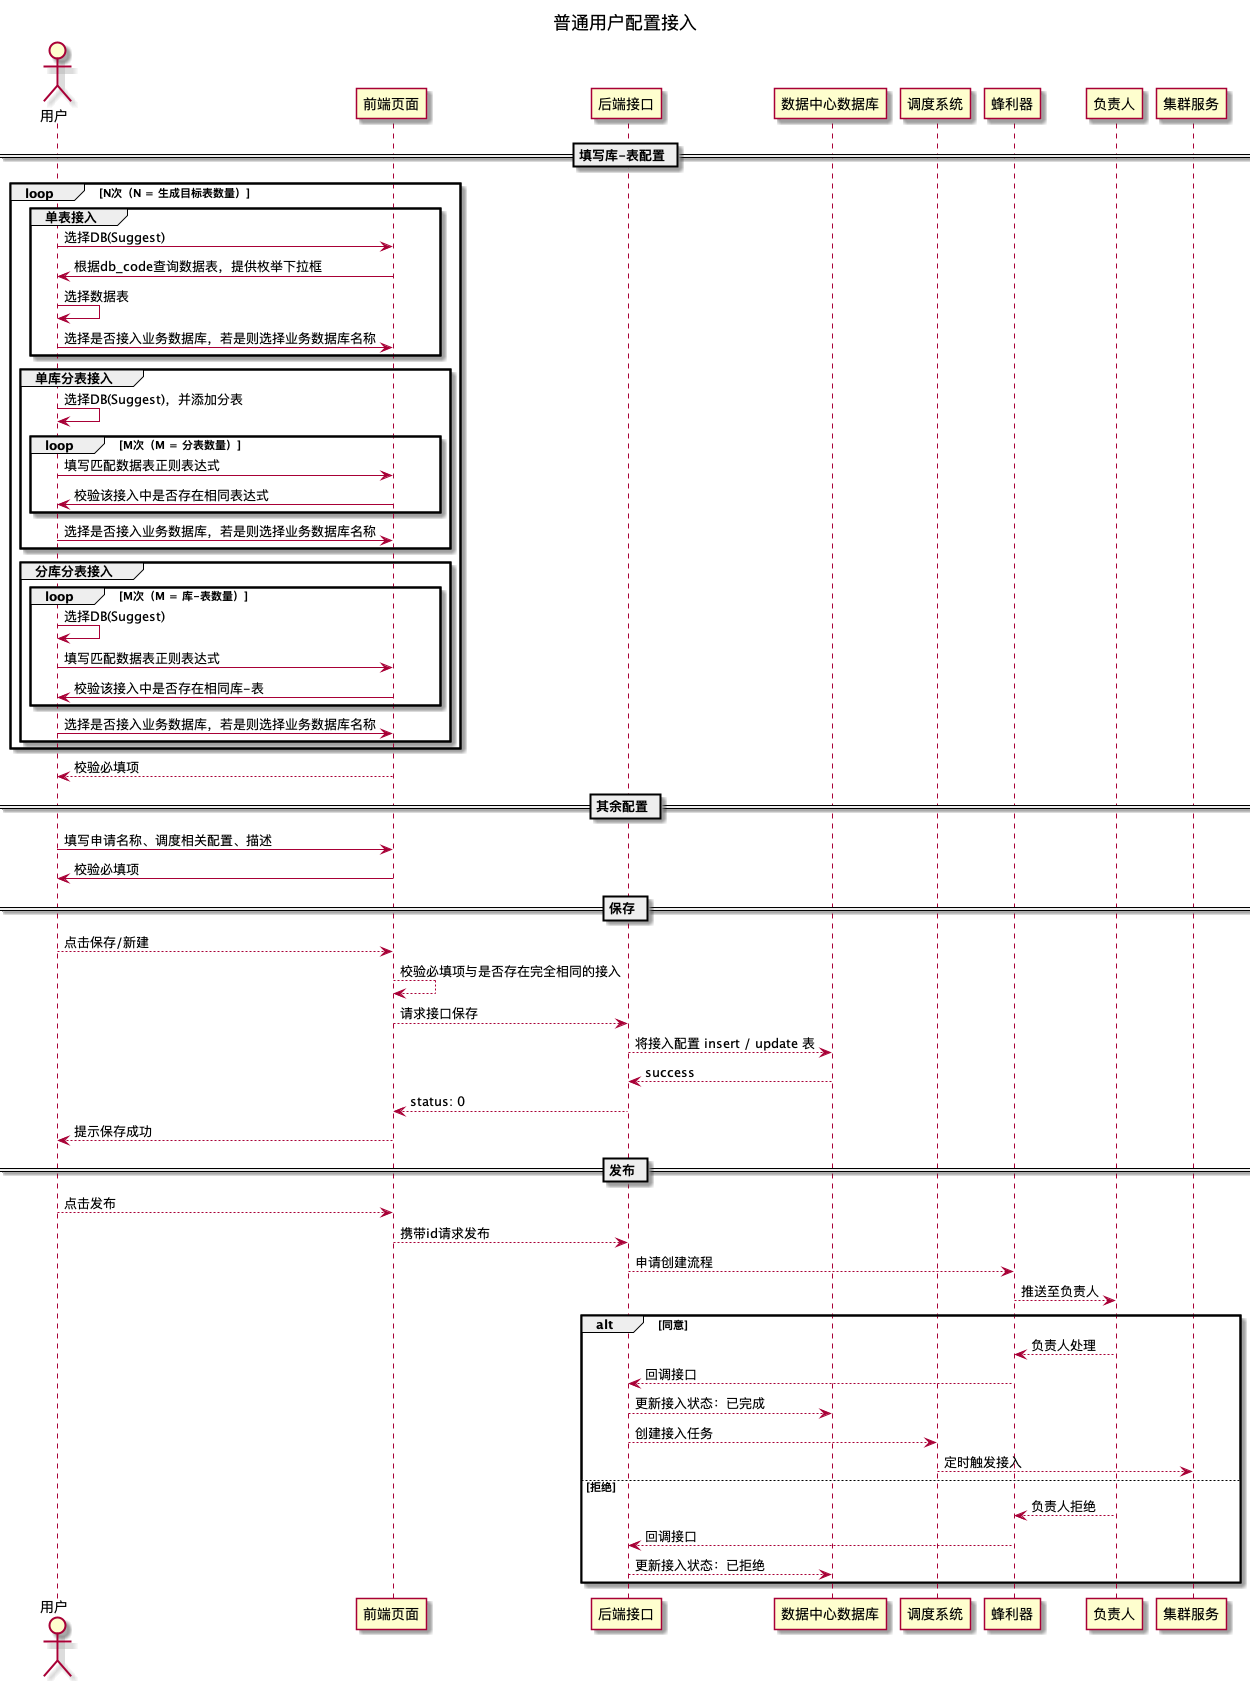 普通用户配置接入
用户
前端页面
后端接口
数据中心数据库
调度系统
蜂利器
负责人
集群服务
填写库-表配置
loop [N次（N = 生成目标表数量）]
单表接入
选择DB(Suggest)
根据db_code查询数据表，提供枚举下拉框
选择数据表
选择是否接入业务数据库，若是则选择业务数据库名称
单库分表接入
选择DB(Suggest)，并添加分表
loop [M次（M = 分表数量）]
填写匹配数据表正则表达式
校验该接入中是否存在相同表达式
选择是否接入业务数据库，若是则选择业务数据库名称
分库分表接入
loop [M次（M = 库-表数量）]
选择DB(Suggest)
填写匹配数据表正则表达式
校验该接入中是否存在相同库-表
选择是否接入业务数据库，若是则选择业务数据库名称
校验必填项
其余配置
填写申请名称、调度相关配置、描述
校验必填项
保存
点击保存/新建
校验必填项与是否存在完全相同的接入
请求接口保存
将接入配置 insert / update 表
success
status: 0
提示保存成功
发布
点击发布
携带id请求发布
申请创建流程
推送至负责人
alt [同意]
负责人处理
回调接口
更新接入状态：已完成
创建接入任务
定时触发接入
[拒绝]
负责人拒绝
回调接口
更新接入状态：已拒绝
用户
前端页面
后端接口
数据中心数据库
调度系统
蜂利器
负责人
集群服务